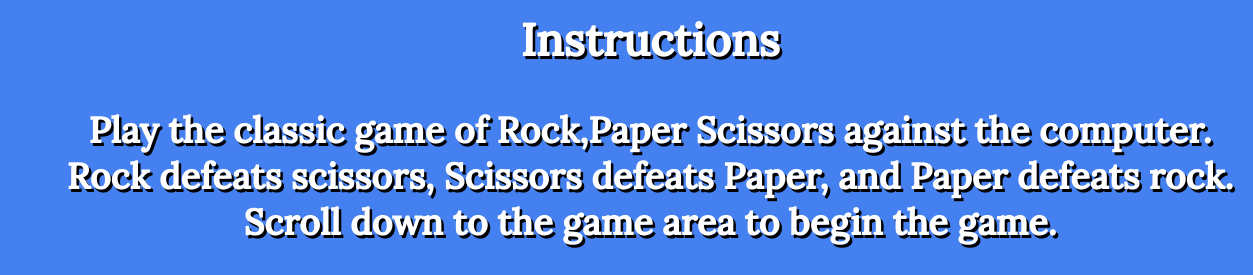 Instructions
Play the classic game of Rock,Paper Scissors against the computer.
Rock defeats scissors, Scissors defeats Paper, and Paper defeats rock.
Scroll down to the game area to begin the game.